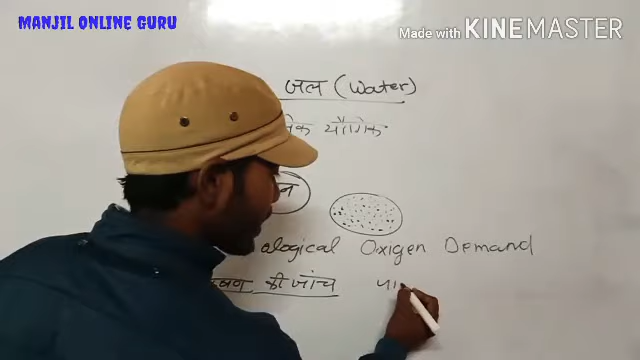 MANJIL ONLINE GURU
Made with KINEMASTER
जल (Water)
यौगिक
ological Oxigen Demand
की जांच पा